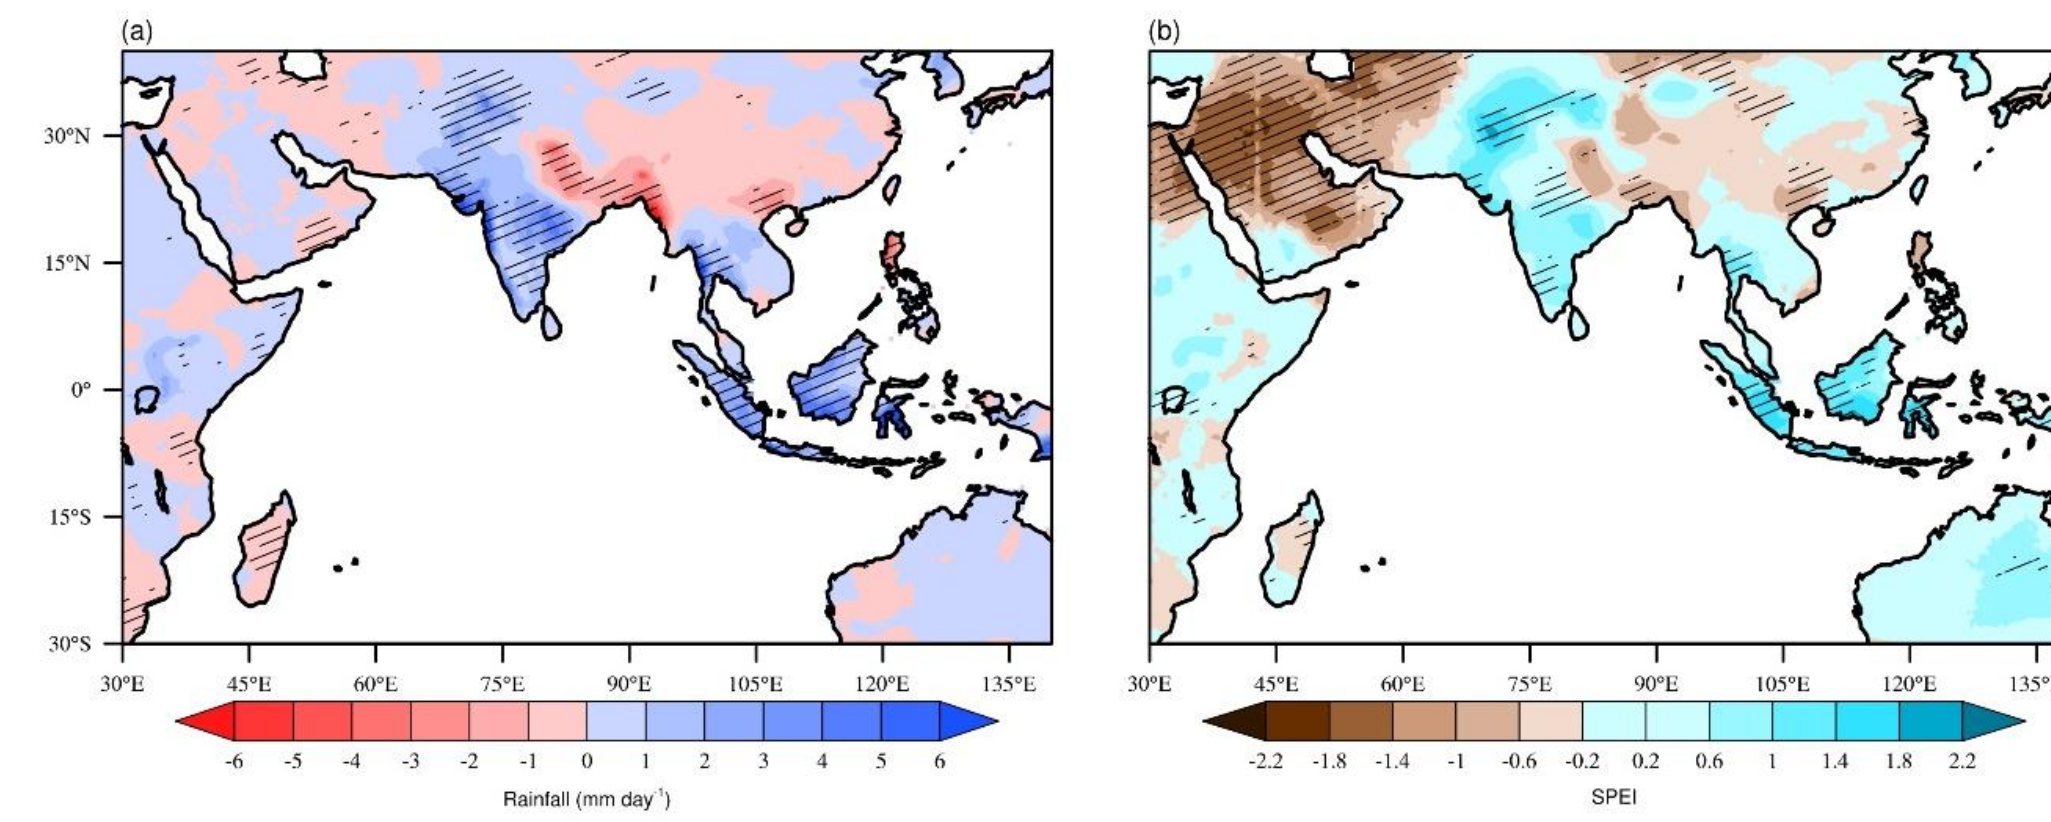 (a)
(b)
30°N
15°N
0°
15°S
30°S
30°E 45°E 60°E 75°E 90°E 105°E 120°E 135°E
30°E 45°E 60°E 75°E 90°E 105°E 120°E 135°
-6 -5 -4 -3 -2 -1 0 1 2 3 4 5 6
-2.2 -1.8 -1.4 -1 -0.6 -0.2 0.2 0.6 1 1.4 1.8 2.2
Rainfall (mm day⁻¹)
SPEI